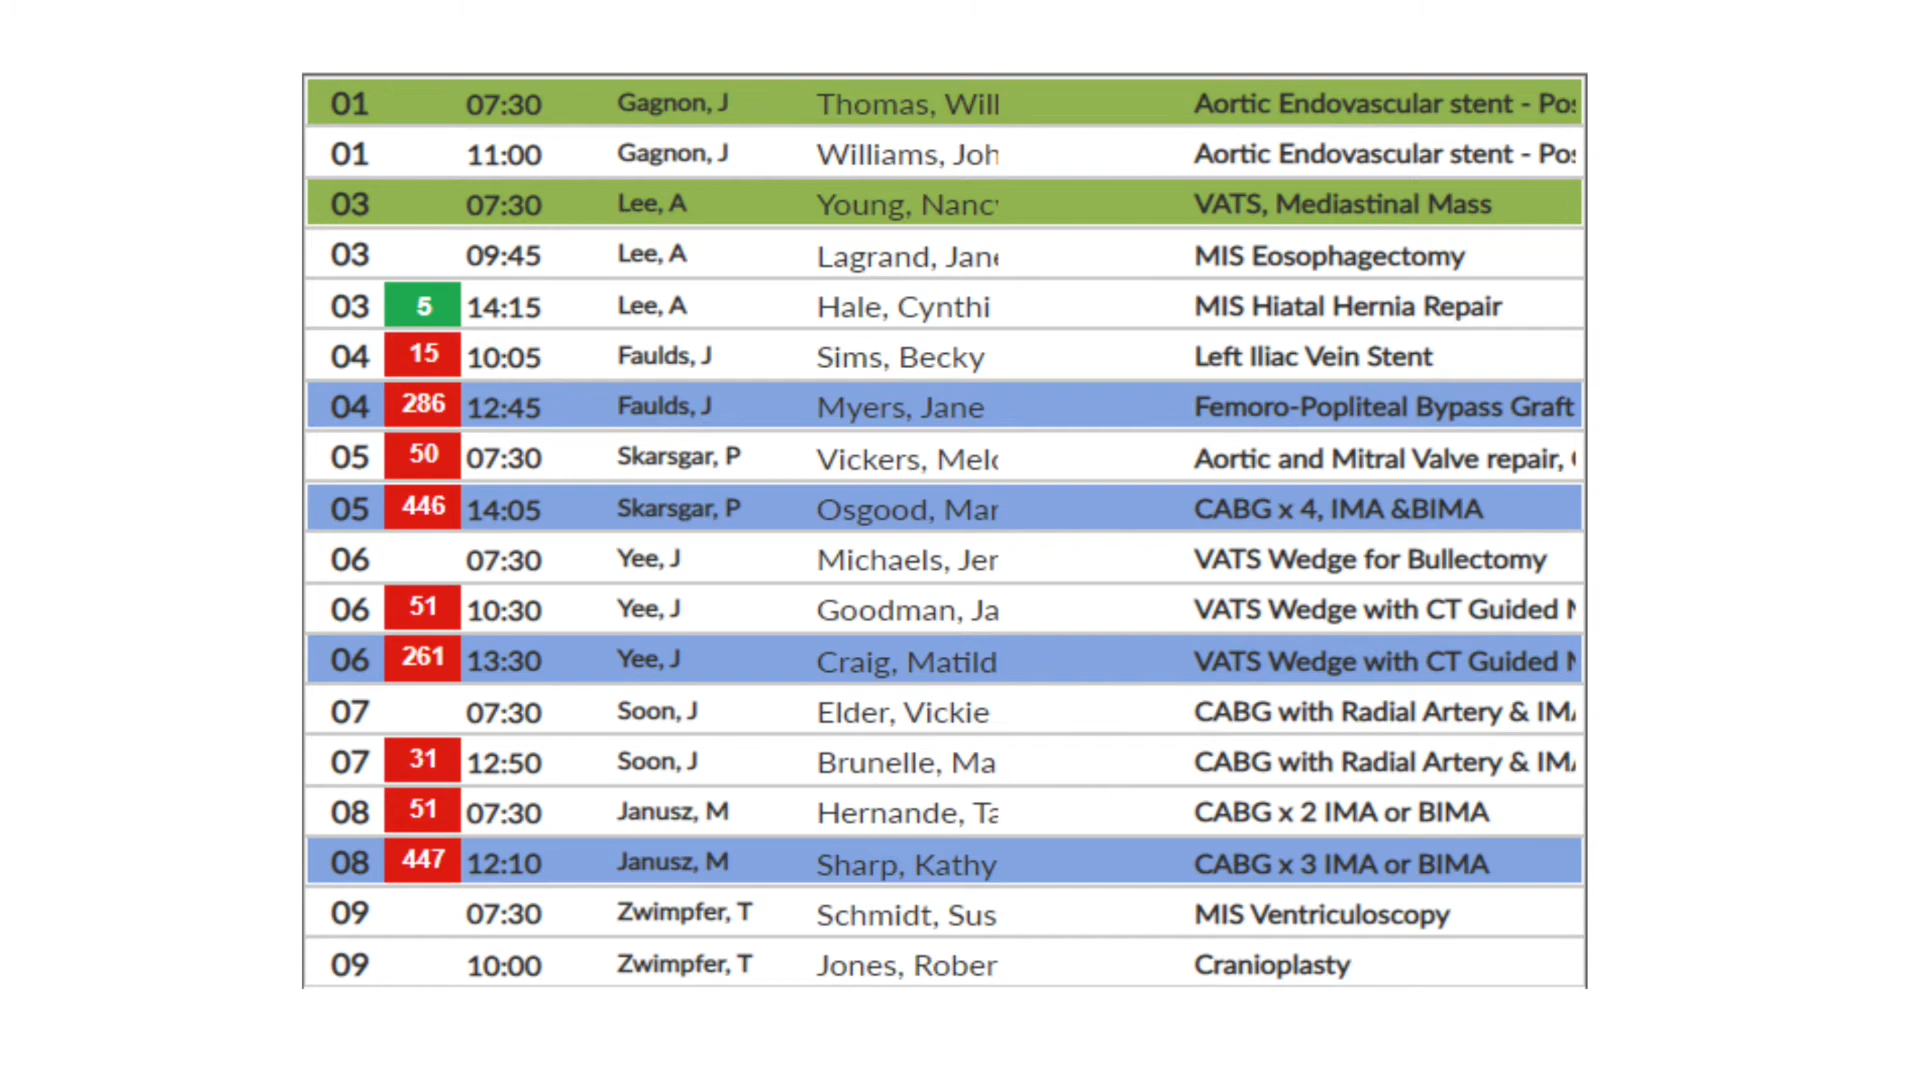 01 07:30 Gagnon, J Thomas, Will Aortic Endovascular stent - Pos
01 11:00 Gagnon, J Williams, Joh Aortic Endovascular stent - Pos
03 07:30 Lee, A Young, Nancy VATS, Mediastinal Mass
03 09:45 Lee, A Lagrand, Jane MIS Eosophagectomy
03 5 14:15 Lee, A Hale, Cynthi MIS Hiatal Hernia Repair
04 15 10:05 Faulds, J Sims, Becky Left Iliac Vein Stent
04 286 12:45 Faulds, J Myers, Jane Femoro-Popliteal Bypass Graft
05 50 07:30 Skarsgar, P Vickers, Melo Aortic and Mitral Valve repair,
05 446 14:05 Skarsgar, P Osgood, Mar CABG x 4, IMA &BIMA
06 07:30 Yee, J Michaels, Jer VATS Wedge for Bullectomy
06 51 10:30 Yee, J Goodman, Ja VATS Wedge with CT Guided
06 261 13:30 Yee, J Craig, Matild VATS Wedge with CT Guided
07 07:30 Soon, J Elder, Vickie CABG with Radial Artery & IMA
07 31 12:50 Soon, J Brunelle, Ma CABG with Radial Artery & IMA
08 51 07:30 Janusz, M Hernande, Ta CABG x 2 IMA or BIMA
08 447 12:10 Janusz, M Sharp, Kathy CABG x 3 IMA or BIMA
09 07:30 Zwimpfer, T Schmidt, Sus MIS Ventriculoscopy
09 10:00 Zwimpfer, T Jones, Rober Cranioplasty